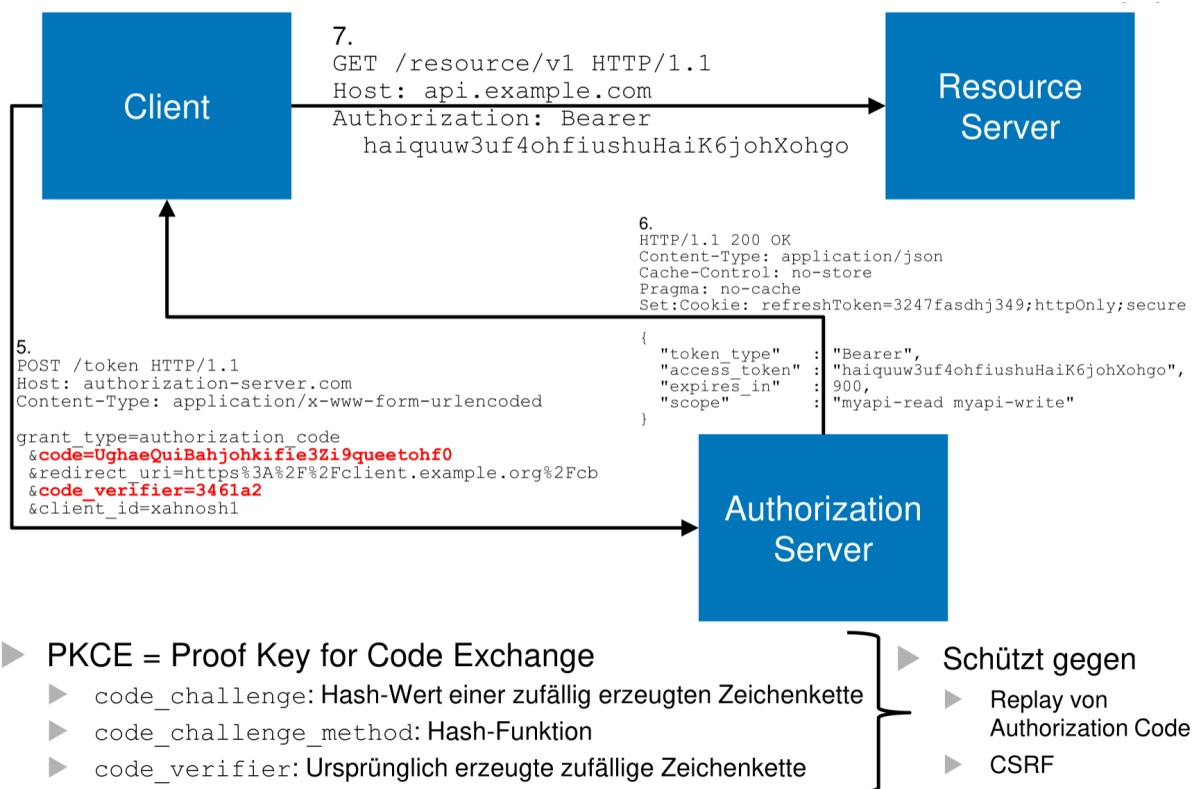 Client
7.
GET /resource/v1 HTTP/1.1
Host: api.example.com
Authorization: Bearer
haiquuw3uf4ohfiushuHaiK6johXohgo
Resource
Server
6.
HTTP/1.1 200 OK
Content-Type: application/json
Cache-Control: no-store
Pragma: no-cache
Set:Cookie: refreshToken=3247fasdhj349;httpOnly;secure
{
"token_type" : "Bearer",
"access_token" : "haiquuw3uf4ohfiushuHaiK6johXohgo",
"expires_in" : 900,
"scope" : "myapi-read myapi-write"
}
5.
POST /token HTTP/1.1
Host: authorization-server.com
Content-Type: application/x-www-form-urlencoded
grant_type=authorization_code
&code=UghaeQuiBahjohkifie3Zi9queetohf0
&redirect_uri=https%3A%2F%2Fclient.example.org%2Fcb
&code_verifier=3461a2
&client_id=xahnosh1
Authorization
Server
PKCE = Proof Key for Code Exchange
code_challenge: Hash-Wert einer zufällig erzeugten Zeichenkette
code_challenge_method: Hash-Funktion
code_verifier: Ursprünglich erzeugte zufällige Zeichenkette
Schützt gegen
Replay von
Authorization Code
CSRF